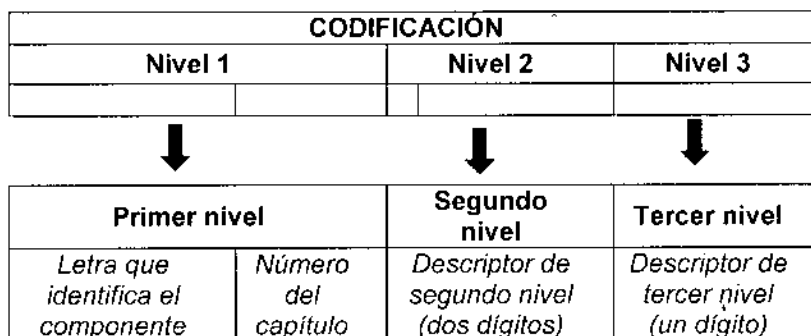 CODIFICACIÓN
Nivel 1 Nivel 2 Nivel 3
Primer nivel Segundo nivel Tercer nivel
Letra que identifica el componente Número del capítulo Descriptor de segundo nivel (dos dígitos) Descriptor de tercer nivel (un dígito)